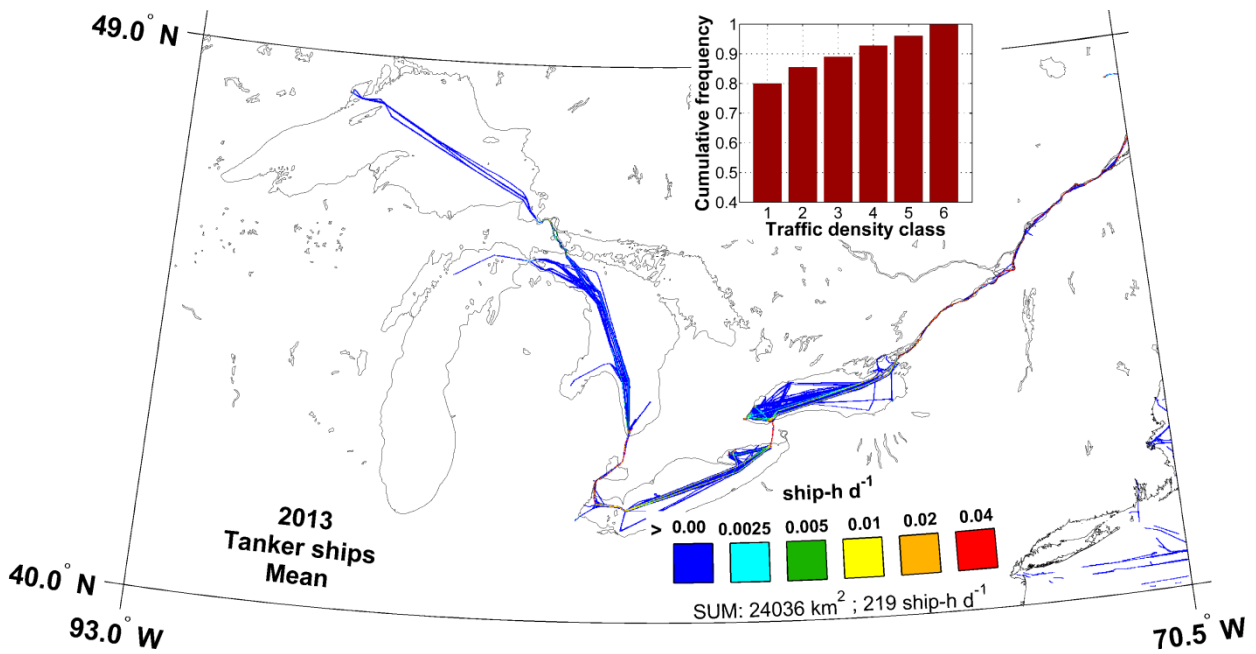 49.0° N
1
0.9
0.8
0.7
0.6
0.5
0.4
Cumulative frequency
1 2 3 4 5 6
Traffic density class
2013
Tanker ships
Mean
ship-h d⁻¹
> 0.00 0.0025 0.005 0.01 0.02 0.04
SUM: 24036 km² ; 219 ship-h d⁻¹
40.0° N
93.0° W
70.5° W